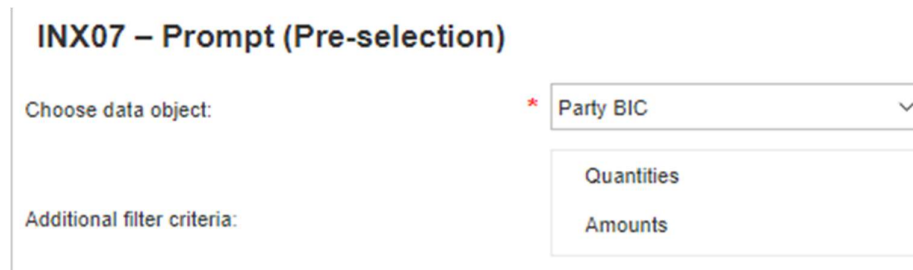 INX07 – Prompt (Pre-selection)
Choose data object: * Party BIC
Quantities
Additional filter criteria:
Amounts